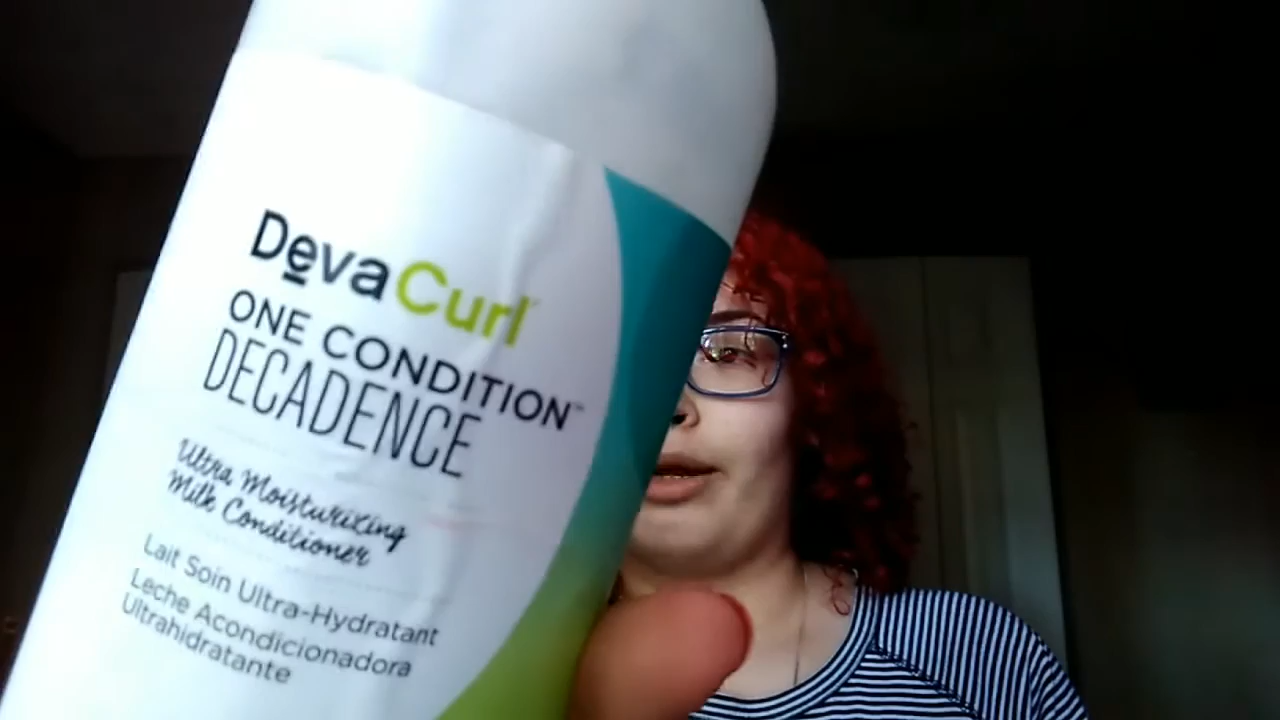 DevaCurl
ONE CONDITION™
DECADENCE
Ultra Moisturizing
Milk Conditioner
Lait Soin Ultra-Hydratant
Leche Acondicionadora
Ultrahidratante